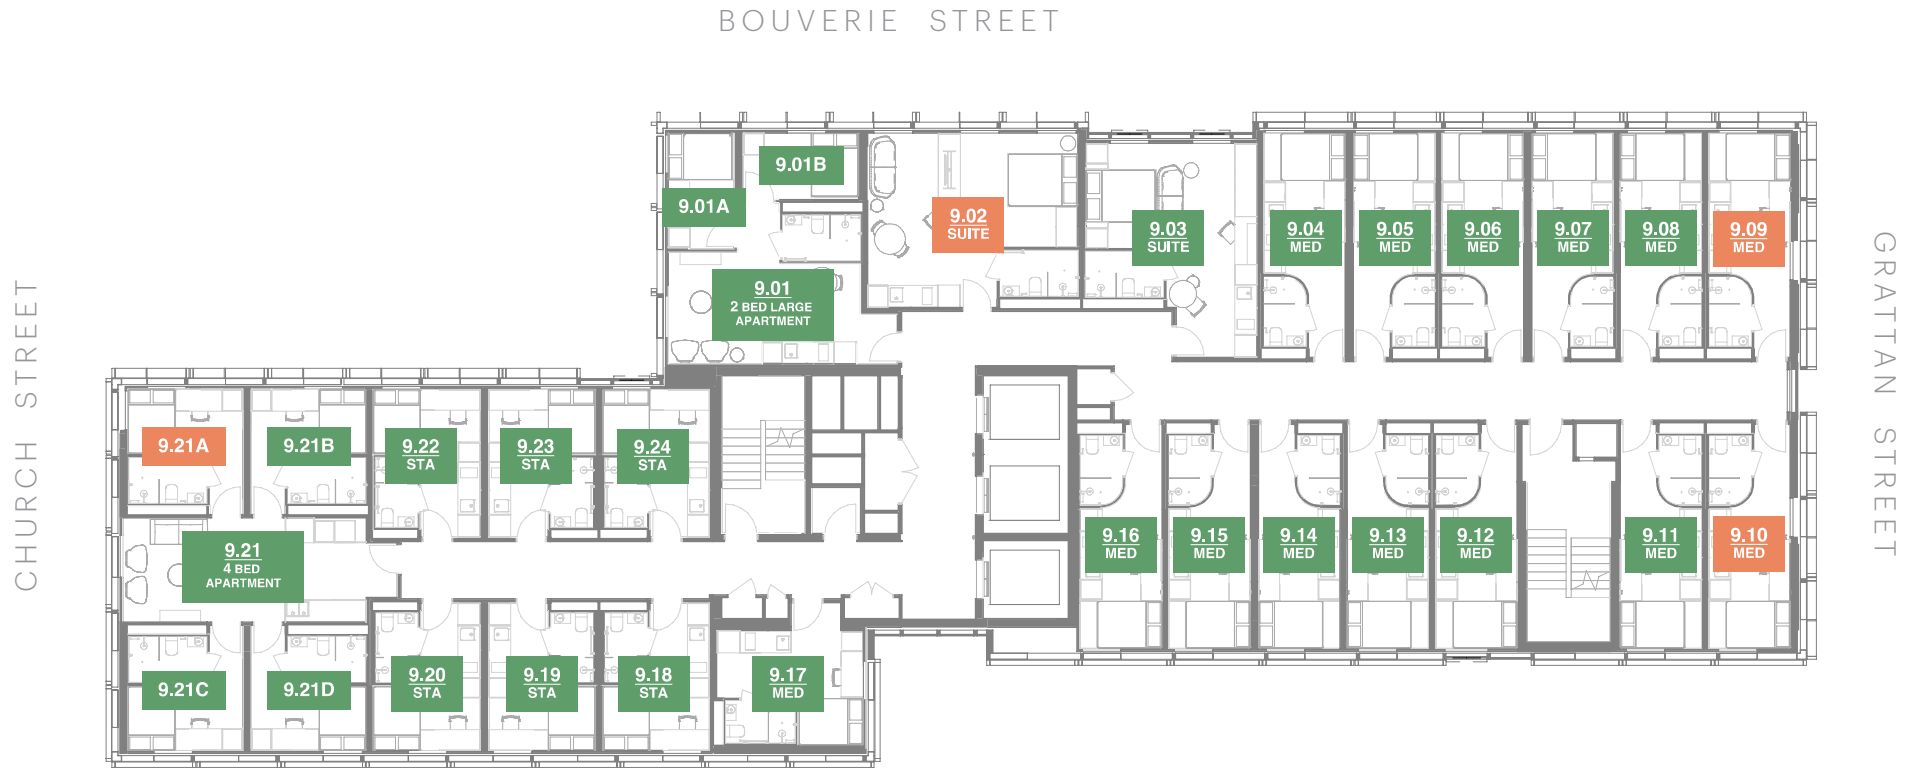 BOUVERIE STREET
CHURCH STREET
GRATTAN STREET
9.01A
9.01B
9.01
2 BED LARGE
APARTMENT
9.02
SUITE
9.03
SUITE
9.04
MED
9.05
MED
9.06
MED
9.07
MED
9.08
MED
9.09
MED
9.21A
9.21B
9.22
STA
9.23
STA
9.24
STA
9.21
4 BED
APARTMENT
9.16
MED
9.15
MED
9.14
MED
9.13
MED
9.12
MED
9.11
MED
9.10
MED
9.21C
9.21D
9.20
STA
9.19
STA
9.18
STA
9.17
MED